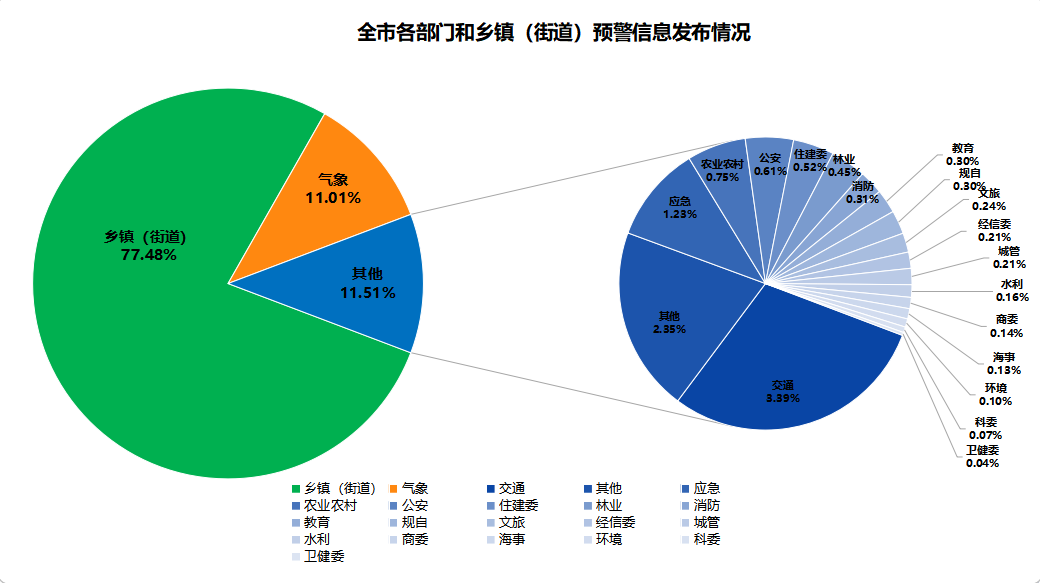 全市各部门和乡镇（街道）预警信息发布情况
乡镇（街道）
77.48%
气象
11.01%
其他
11.51%
农业农村
0.75%
公安
0.61%
住建委
0.52%
林业
0.45%
消防
0.31%
应急
1.23%
其他
2.35%
交通
3.39%
教育
0.30%
规自
0.30%
文旅
0.24%
经信委
0.21%
城管
0.21%
水利
0.16%
商委
0.14%
海事
0.13%
环境
0.10%
科委
0.07%
卫健委
0.04%
乡镇（街道） 气象 交通 其他 应急
农业农村 公安 住建委 林业 消防
教育 规自 文旅 经信委 城管
水利 商委 海事 环境 科委
卫健委